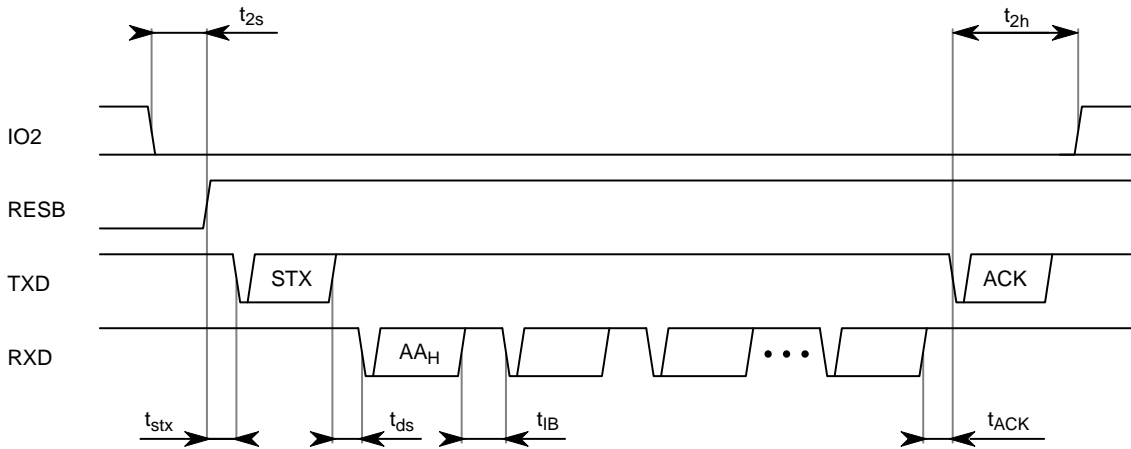 t2s
t2h
IO2
RESB
TXD
STX
ACK
RXD
AAH
• • •
tstx
tds
tIB
tACK